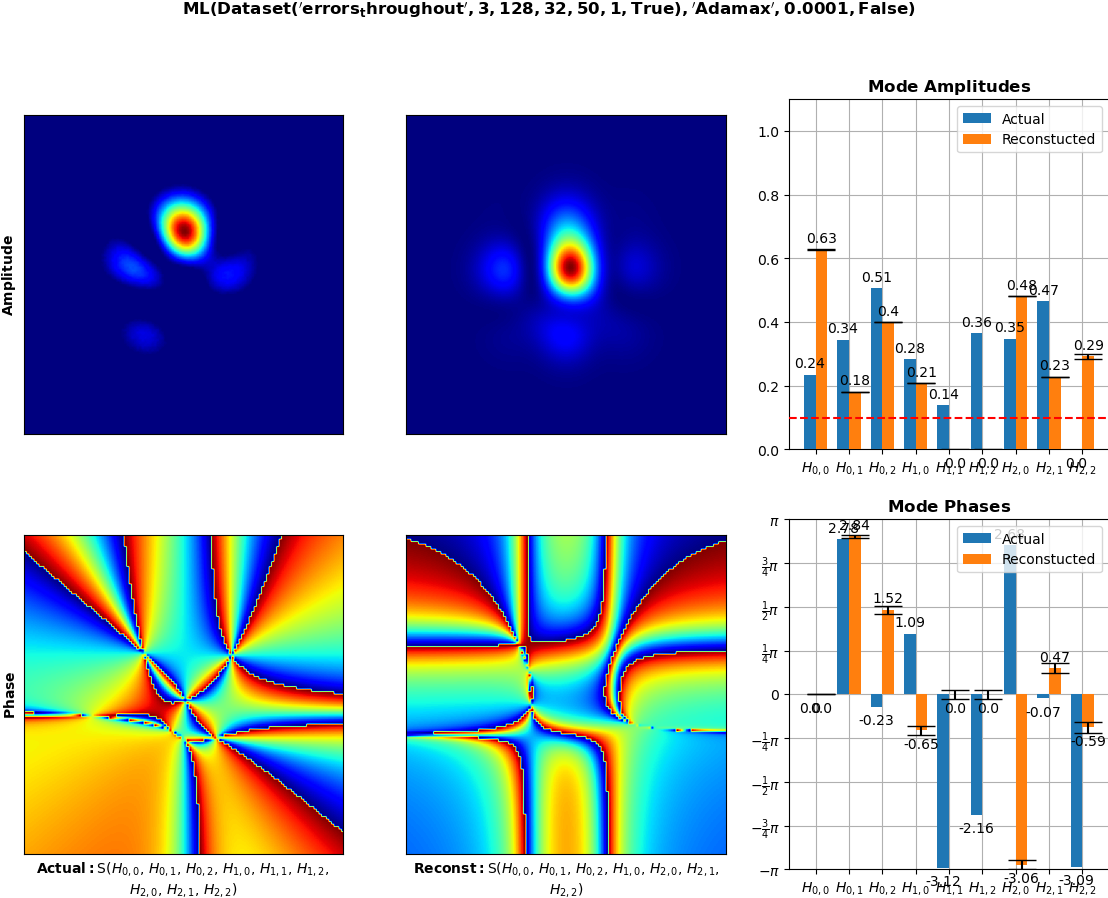 ML(Dataset('errors_throughout', 3, 128, 32, 50, 1, True), 'Adamax', 0.0001, False)
Amplitude
Mode Amplitudes
Actual
Reconstucted
1.0
0.8
0.6
0.4
0.2
0.0
0.24 0.63 0.34 0.18 0.51 0.4 0.28 0.21 0.14 0.0 0.36 0.0 0.35 0.48 0.47 0.23 0.0 0.29
H0,0 H0,1 H0,2 H1,0 H1,1 H1,2 H2,0 H2,1 H2,2
Phase
Mode Phases
Actual
Reconstucted
π
3/4π
1/2π
1/4π
0
−1/4π
−1/2π
−3/4π
−π
0.0 0.0 2.78 2.84 -0.23 1.52 1.09 -0.65 -3.12 0.0 -2.16 0.0 2.68 -3.06 -0.07 0.47 -3.09 -0.59
H0,0 H0,1 H0,2 H1,0 H1,1 H1,2 H2,0 H2,1 H2,2
Actual:S(H0,0, H0,1, H0,2, H1,0, H1,1, H1,2,
H2,0, H2,1, H2,2)
Reconst:S(H0,0, H0,1, H0,2, H1,0, H2,0, H2,1,
H2,2)